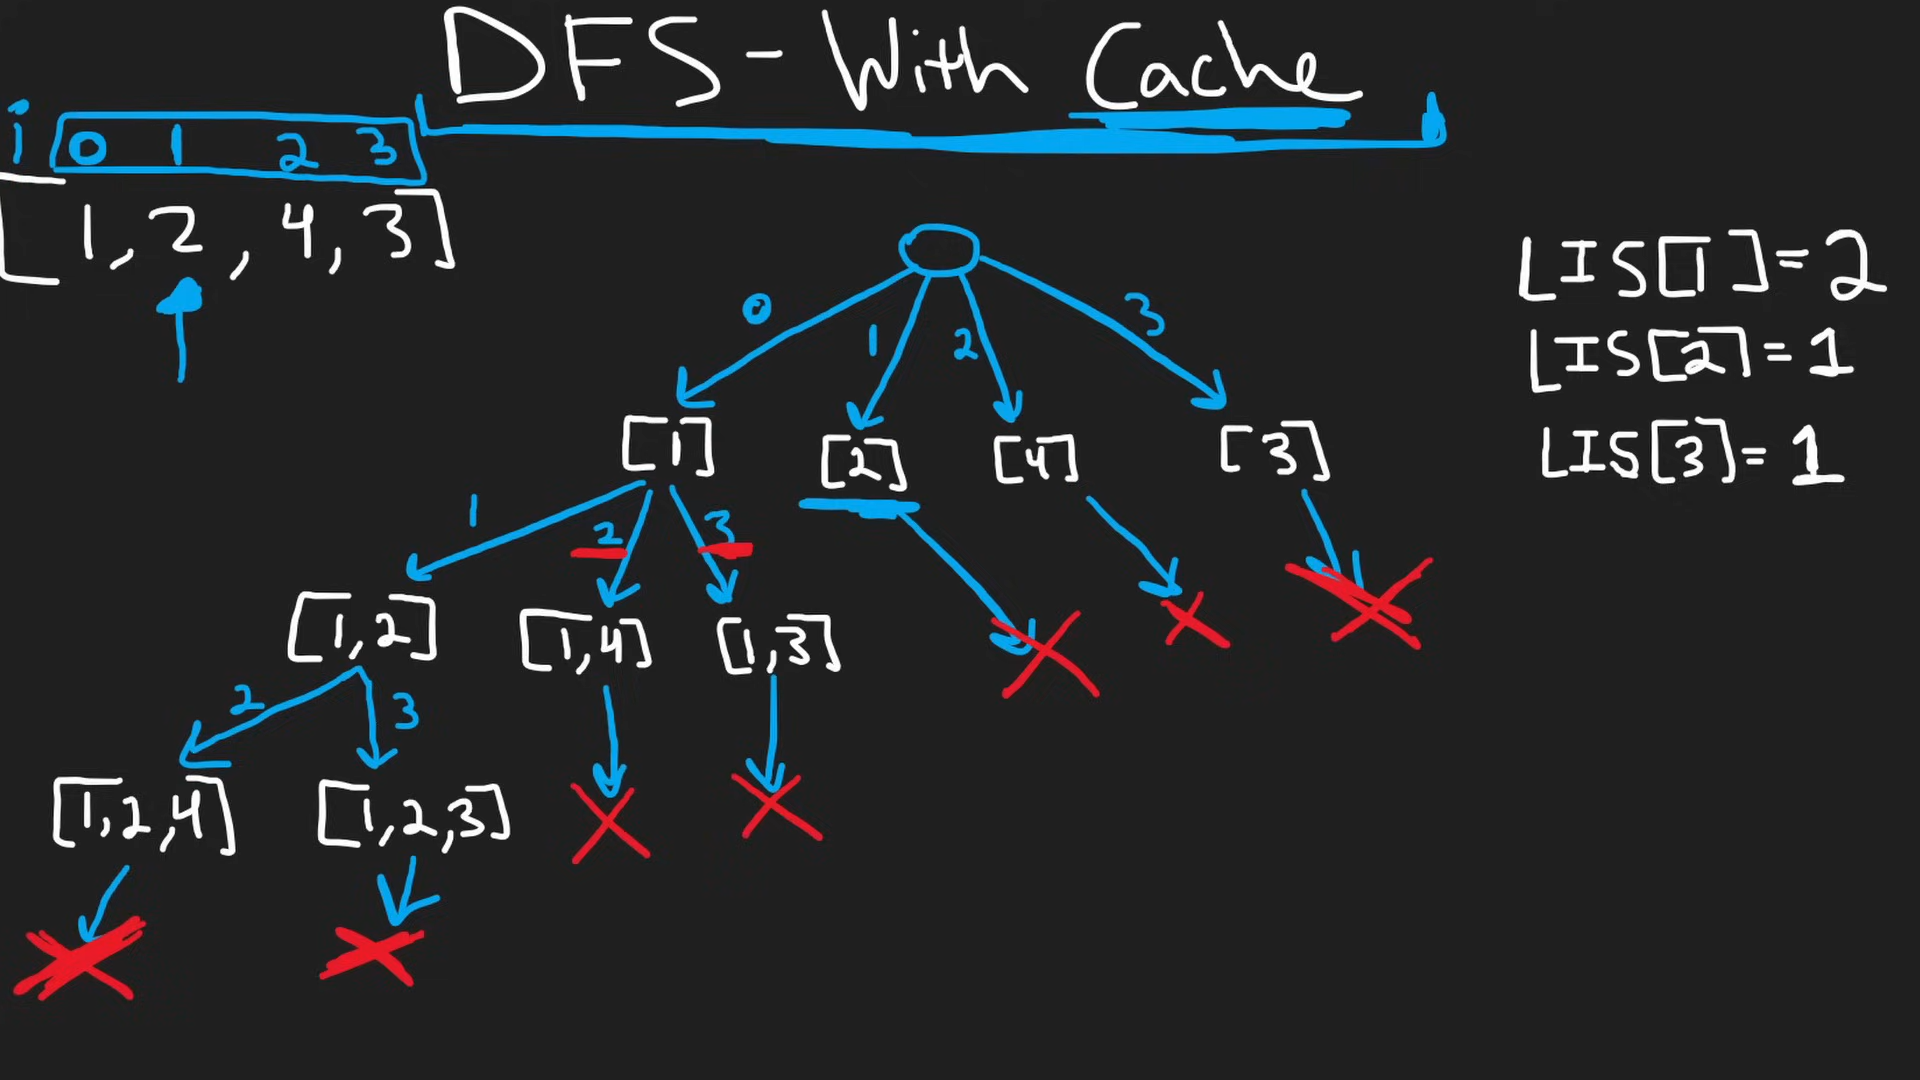 DFS - With Cache
i 0 1 2 3
[1, 2, 4, 3]
LIS[1] = 2
LIS[2] = 1
LIS[3] = 1
0 1 2 3
[1] [2] [4] [3]
1 2 3
[1,2] [1,4] [1,3]
2 3
[1,2,4] [1,2,3]